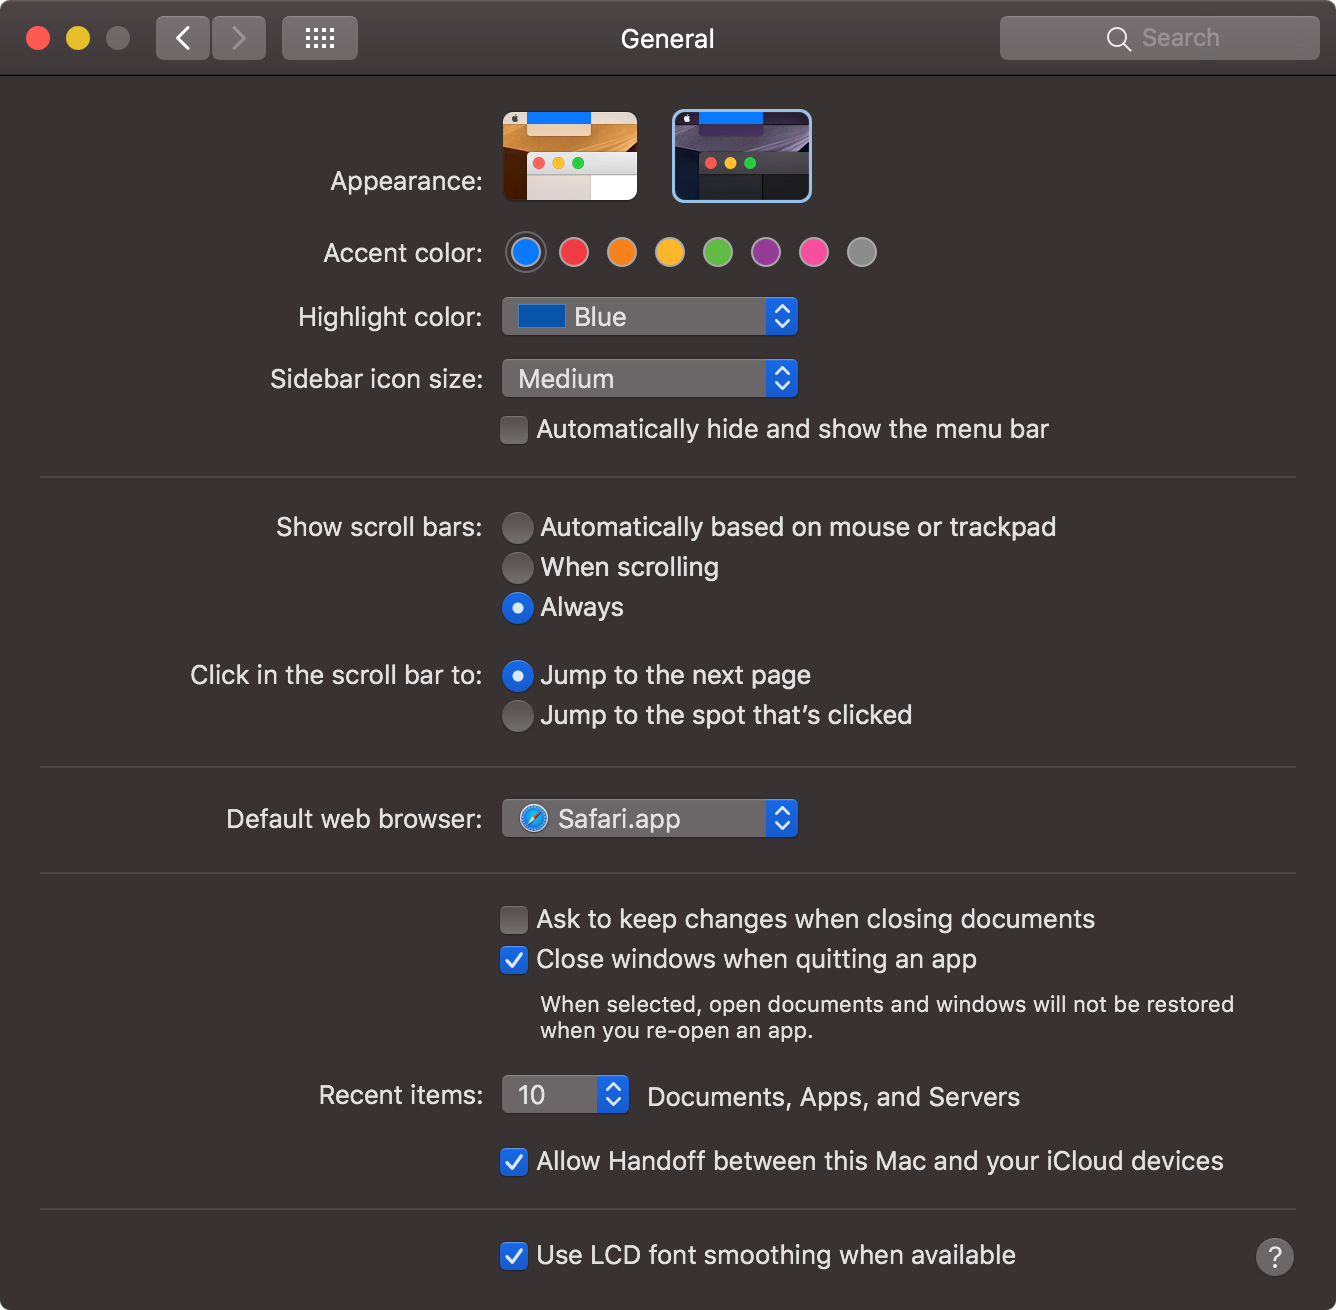 General
Search
Appearance:
Accent color:
Highlight color: Blue
Sidebar icon size: Medium
Automatically hide and show the menu bar
Show scroll bars: Automatically based on mouse or trackpad
When scrolling
Always
Click in the scroll bar to: Jump to the next page
Jump to the spot that’s clicked
Default web browser: Safari.app
Ask to keep changes when closing documents
Close windows when quitting an app
When selected, open documents and windows will not be restored
when you re-open an app.
Recent items: 10 Documents, Apps, and Servers
Allow Handoff between this Mac and your iCloud devices
Use LCD font smoothing when available
?